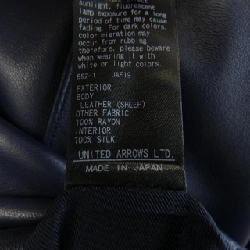 sunlight, fluorescent
lamp exposure for a long
period of time may cause
fading. For dark colors,
color migration may
occur from rubbing
therefore, please beware
when wearing it with
white or light colors.
EXTERIOR
BODY
LEATHER (SHEEP)
OTHER FABRIC
100% RAYON
INTERIOR
100% SILK
UNITED ARROWS LTD.
MADE IN JAPAN